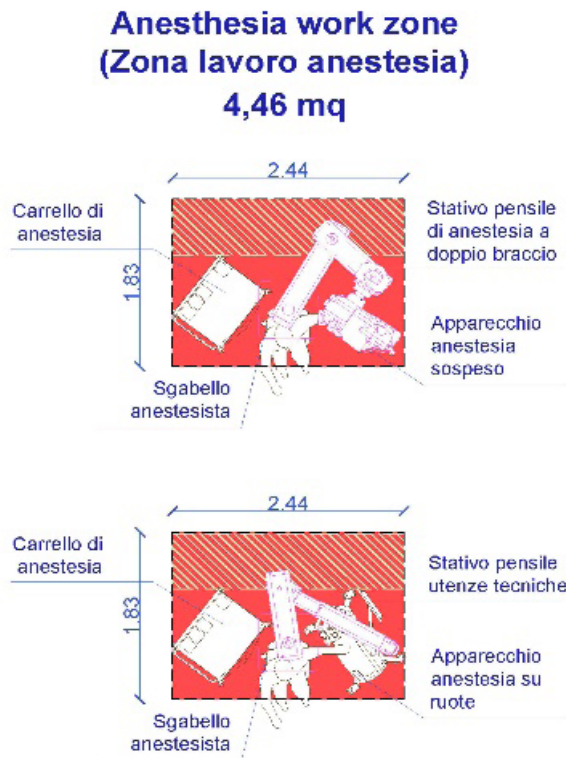 Anesthesia work zone
(Zona lavoro anestesia)
4,46 mq
2.44
Carrello di
anestesia
Stativo pensile
di anestesia a
doppio braccio
1.83
Apparecchio
anestesia
sospeso
Sgabello
anestesista
2.44
Carrello di
anestesia
Stativo pensile
utenze tecniche
1.83
Apparecchio
anestesia su
ruote
Sgabello
anestesista